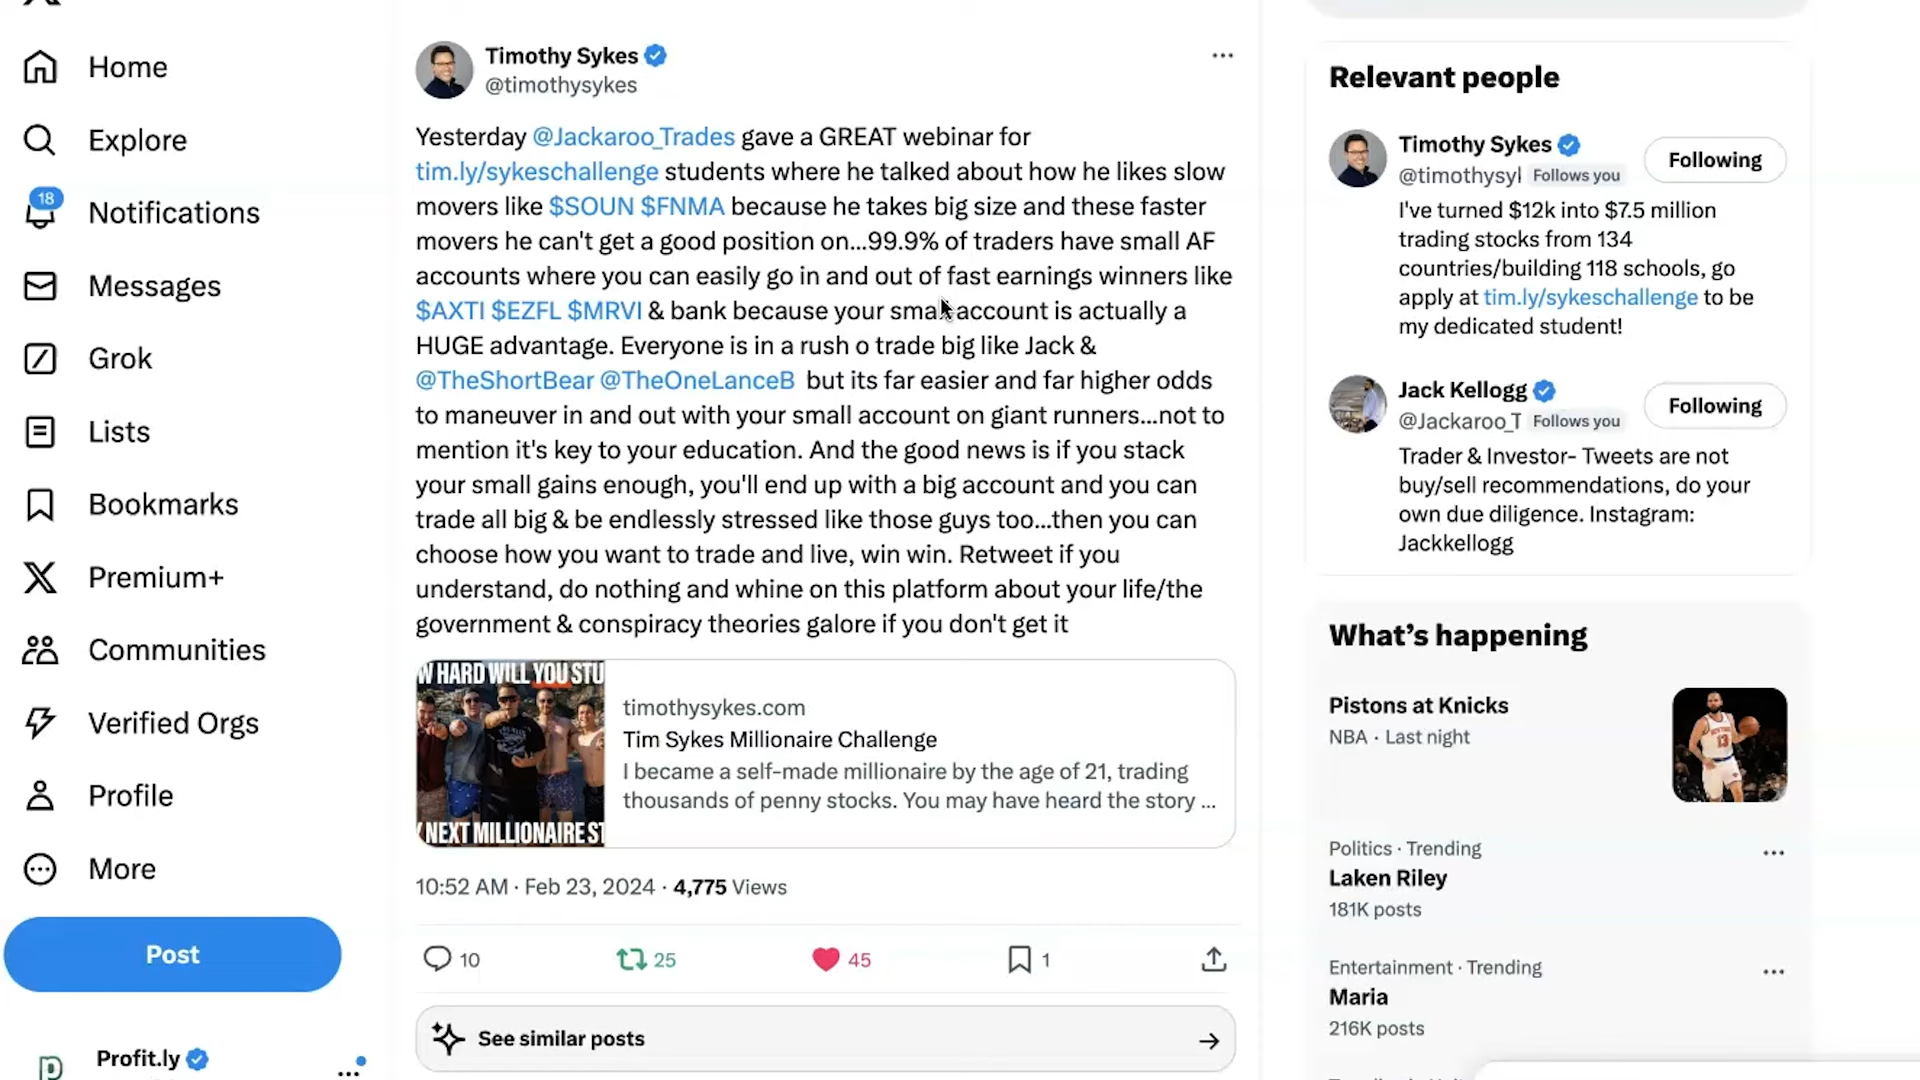 Home
Explore
18
Notifications
Messages
Grok
Lists
Bookmarks
Premium+
Communities
Verified Orgs
Profile
More
Post
Profit.ly
Timothy Sykes
@timothysykes
Yesterday @Jackaroo_Trades gave a GREAT webinar for
tim.ly/sykeschallenge students where he talked about how he likes slow
movers like $SOUN $FNMA because he takes big size and these faster
movers he can't get a good position on...99.9% of traders have small AF
accounts where you can easily go in and out of fast earnings winners like
$AXTI $EZFL $MRVI & bank because your small account is actually a
HUGE advantage. Everyone is in a rush o trade big like Jack &
@TheShortBear @TheOneLanceB but its far easier and far higher odds
to maneuver in and out with your small account on giant runners...not to
mention it's key to your education. And the good news is if you stack
your small gains enough, you'll end up with a big account and you can
trade all big & be endlessly stressed like those guys too...then you can
choose how you want to trade and live, win win. Retweet if you
understand, do nothing and whine on this platform about your life/the
government & conspiracy theories galore if you don't get it
W HARD WILL YOU STU
NEXT MILLIONAIRE ST
timothysykes.com
Tim Sykes Millionaire Challenge
I became a self-made millionaire by the age of 21, trading
thousands of penny stocks. You may have heard the story ...
10:52 AM · Feb 23, 2024 · 4,775 Views
10
25
45
1
See similar posts
Relevant people
Timothy Sykes
@timothysyl Follows you
Following
I've turned $12k into $7.5 million
trading stocks from 134
countries/building 118 schools, go
apply at tim.ly/sykeschallenge to be
my dedicated student!
Jack Kellogg
@Jackaroo_T Follows you
Following
Trader & Investor- Tweets are not
buy/sell recommendations, do your
own due diligence. Instagram:
Jackkellogg
What's happening
Pistons at Knicks
NBA · Last night
NEW YORK
13
Politics · Trending
Laken Riley
181K posts
Entertainment · Trending
Maria
216K posts